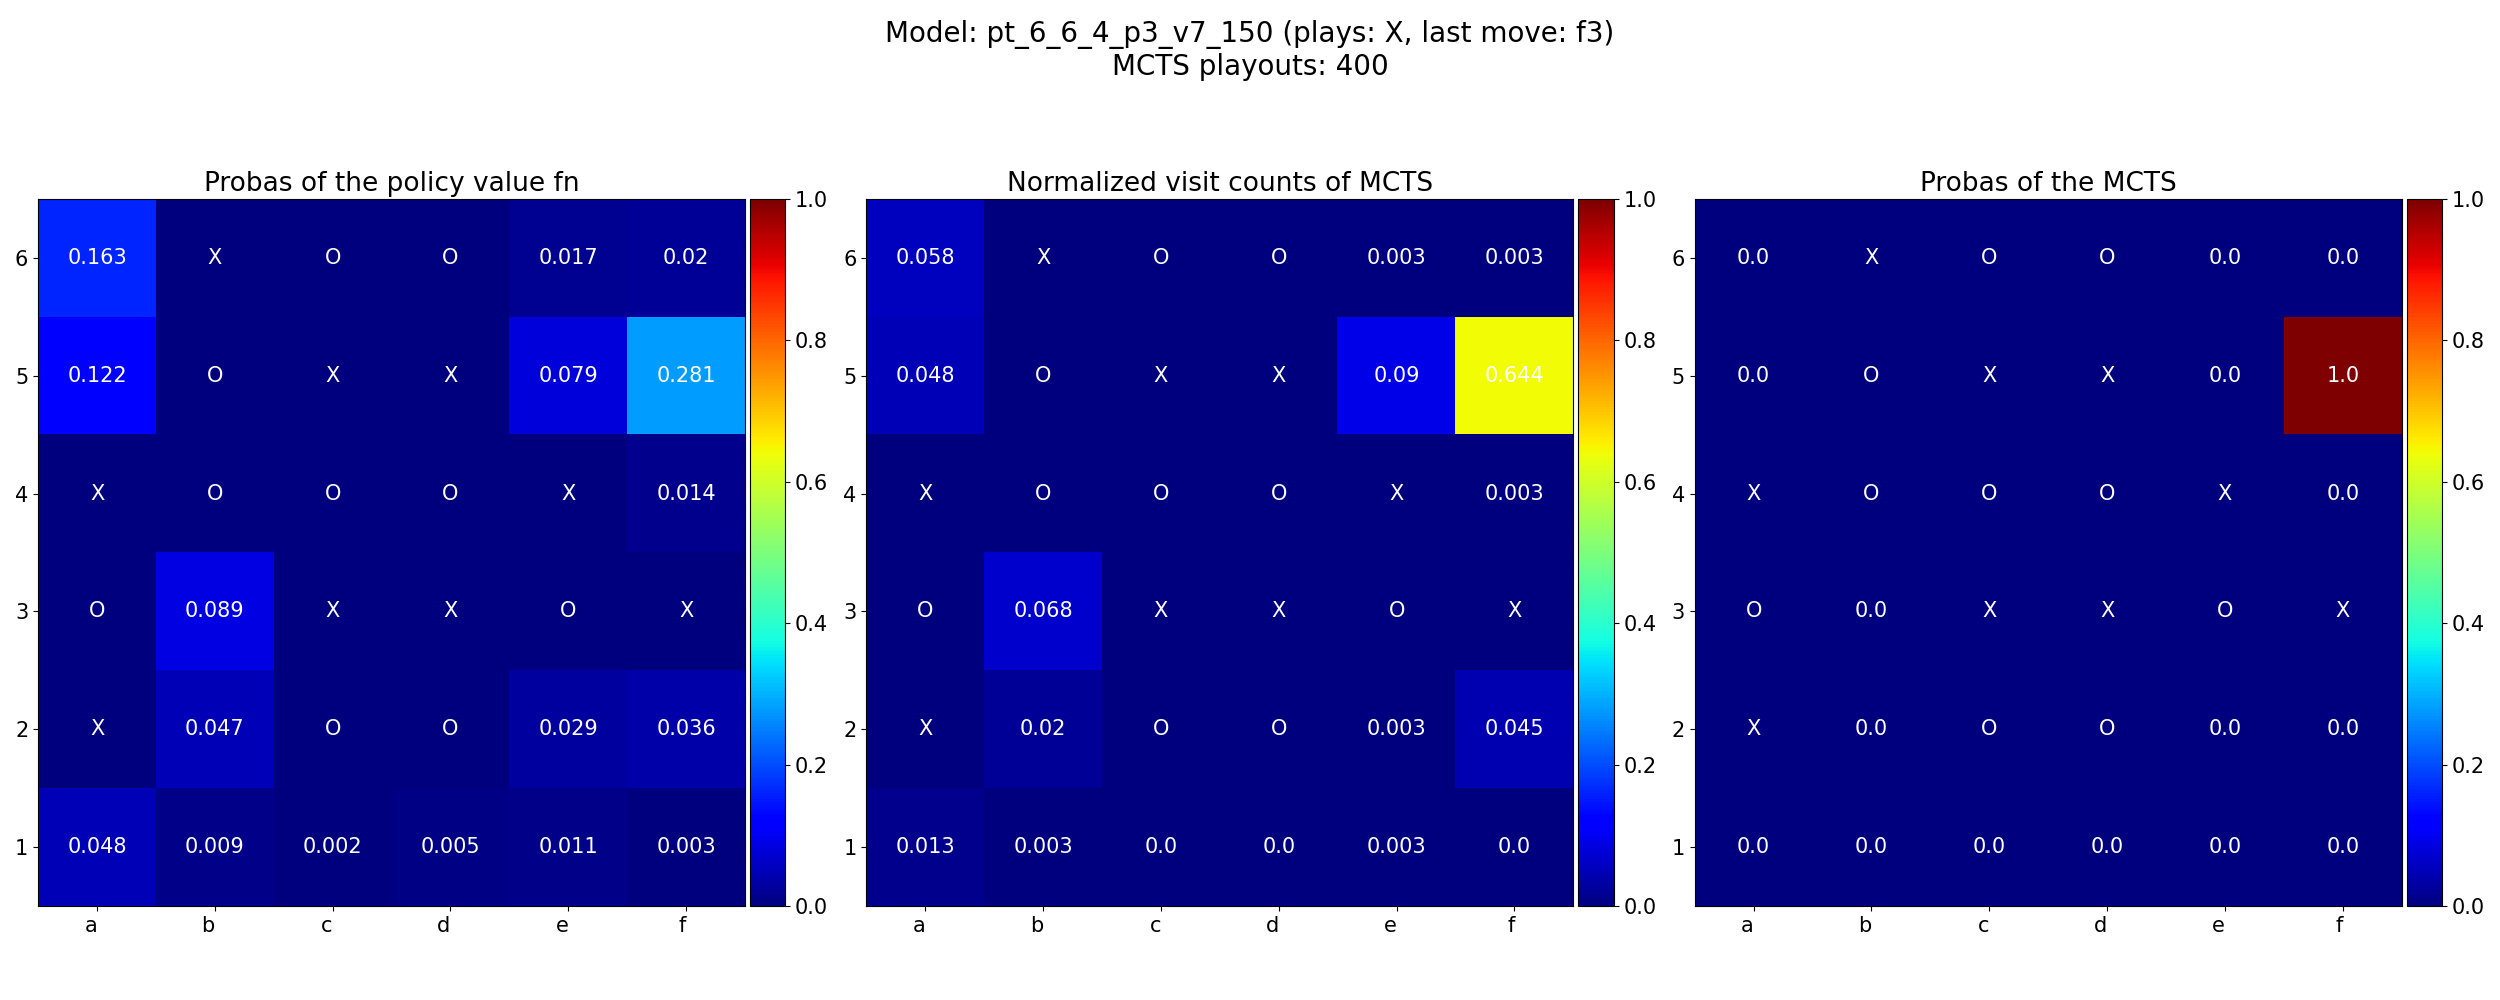 Model: pt_6_6_4_p3_v7_150 (plays: X, last move: f3)
MCTS playouts: 400
Probas of the policy value fn
6 0.163 X O O 0.017 0.02
5 0.122 O X X 0.079 0.281
4 X O O O X 0.014
3 O 0.089 X X O X
2 X 0.047 O O 0.029 0.036
1 0.048 0.009 0.002 0.005 0.011 0.003
a b c d e f
1.0
0.8
0.6
0.4
0.2
0.0
Normalized visit counts of MCTS
6 0.058 X O O 0.003 0.003
5 0.048 O X X 0.09 0.644
4 X O O O X 0.003
3 O 0.068 X X O X
2 X 0.02 O O 0.003 0.045
1 0.013 0.003 0.0 0.0 0.003 0.0
a b c d e f
1.0
0.8
0.6
0.4
0.2
0.0
Probas of the MCTS
6 0.0 X O O 0.0 0.0
5 0.0 O X X 0.0 1.0
4 X O O O X 0.0
3 O 0.0 X X O X
2 X 0.0 O O 0.0 0.0
1 0.0 0.0 0.0 0.0 0.0 0.0
a b c d e f
1.0
0.8
0.6
0.4
0.2
0.0